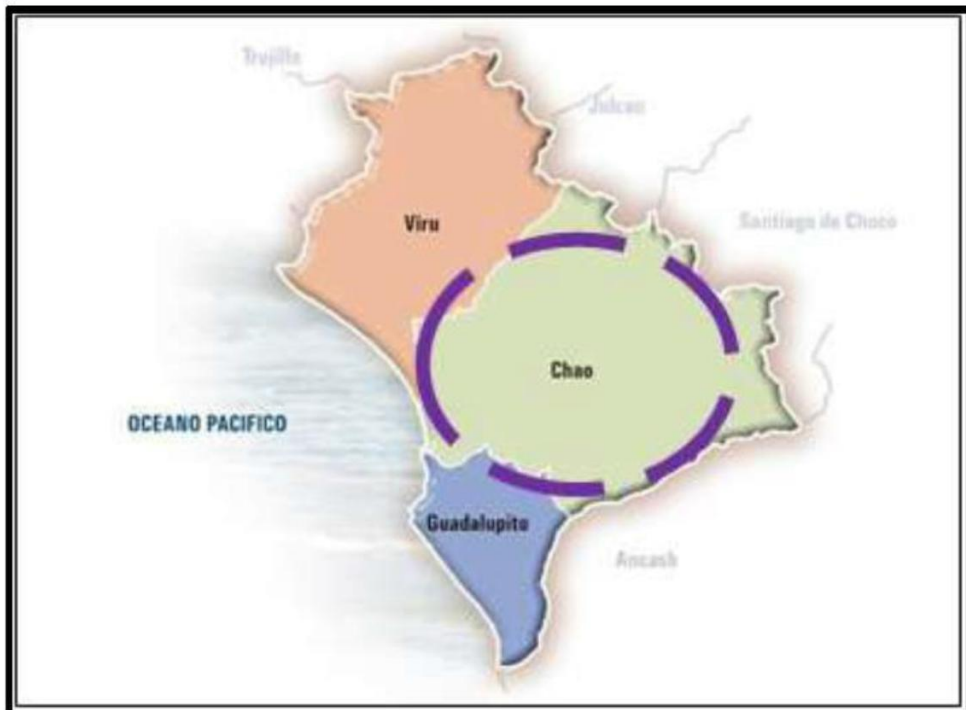 Trujillo
Julcan
Viru
Santiago de Chuco
Chao
OCEANO PACIFICO
Guadalupito
Ancash